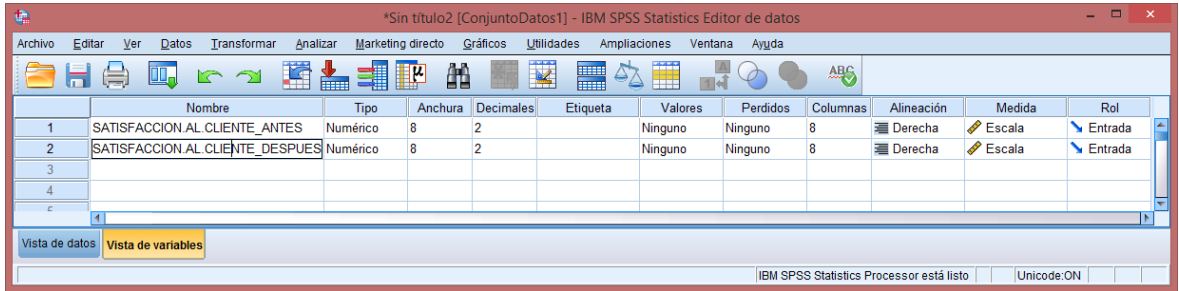 *Sin título2 [ConjuntoDatos1] - IBM SPSS Statistics Editor de datos
Archivo Editar Ver Datos Transformar Analizar Marketing directo Gráficos Utilidades Ampliaciones Ventana Ayuda
Nombre Tipo Anchura Decimales Etiqueta Valores Perdidos Columnas Alineación Medida Rol
1 SATISFACCION.AL.CLIENTE_ANTES Numérico 8 2 Ninguno Ninguno 8 Derecha Escala Entrada
2 SATISFACCION.AL.CLIENTE_DESPUES Numérico 8 2 Ninguno Ninguno 8 Derecha Escala Entrada
3
4
Vista de datos Vista de variables
IBM SPSS Statistics Processor está listo Unicode:ON